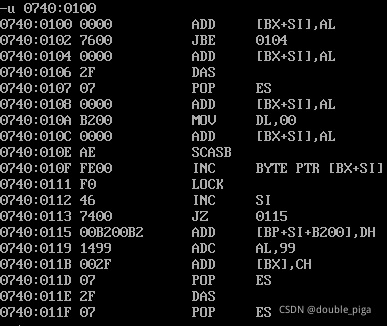 -u 0740:0100
0740:0100 0000 ADD [BX+SI],AL
0740:0102 7600 JBE 0104
0740:0104 0000 ADD [BX+SI],AL
0740:0106 2F DAS
0740:0107 07 POP ES
0740:0108 0000 ADD [BX+SI],AL
0740:010A B200 MOV DL,00
0740:010C 0000 ADD [BX+SI],AL
0740:010E AE SCASB
0740:010F FE00 INC BYTE PTR [BX+SI]
0740:0111 F0 LOCK
0740:0112 46 INC SI
0740:0113 7400 JZ 0115
0740:0115 00B200B2 ADD [BP+SI+B200],DH
0740:0119 1499 ADC AL,99
0740:011B 002F ADD [BX],CH
0740:011D 07 POP ES
0740:011E 2F DAS
0740:011F 07 POP ES
CSDN @double_piga